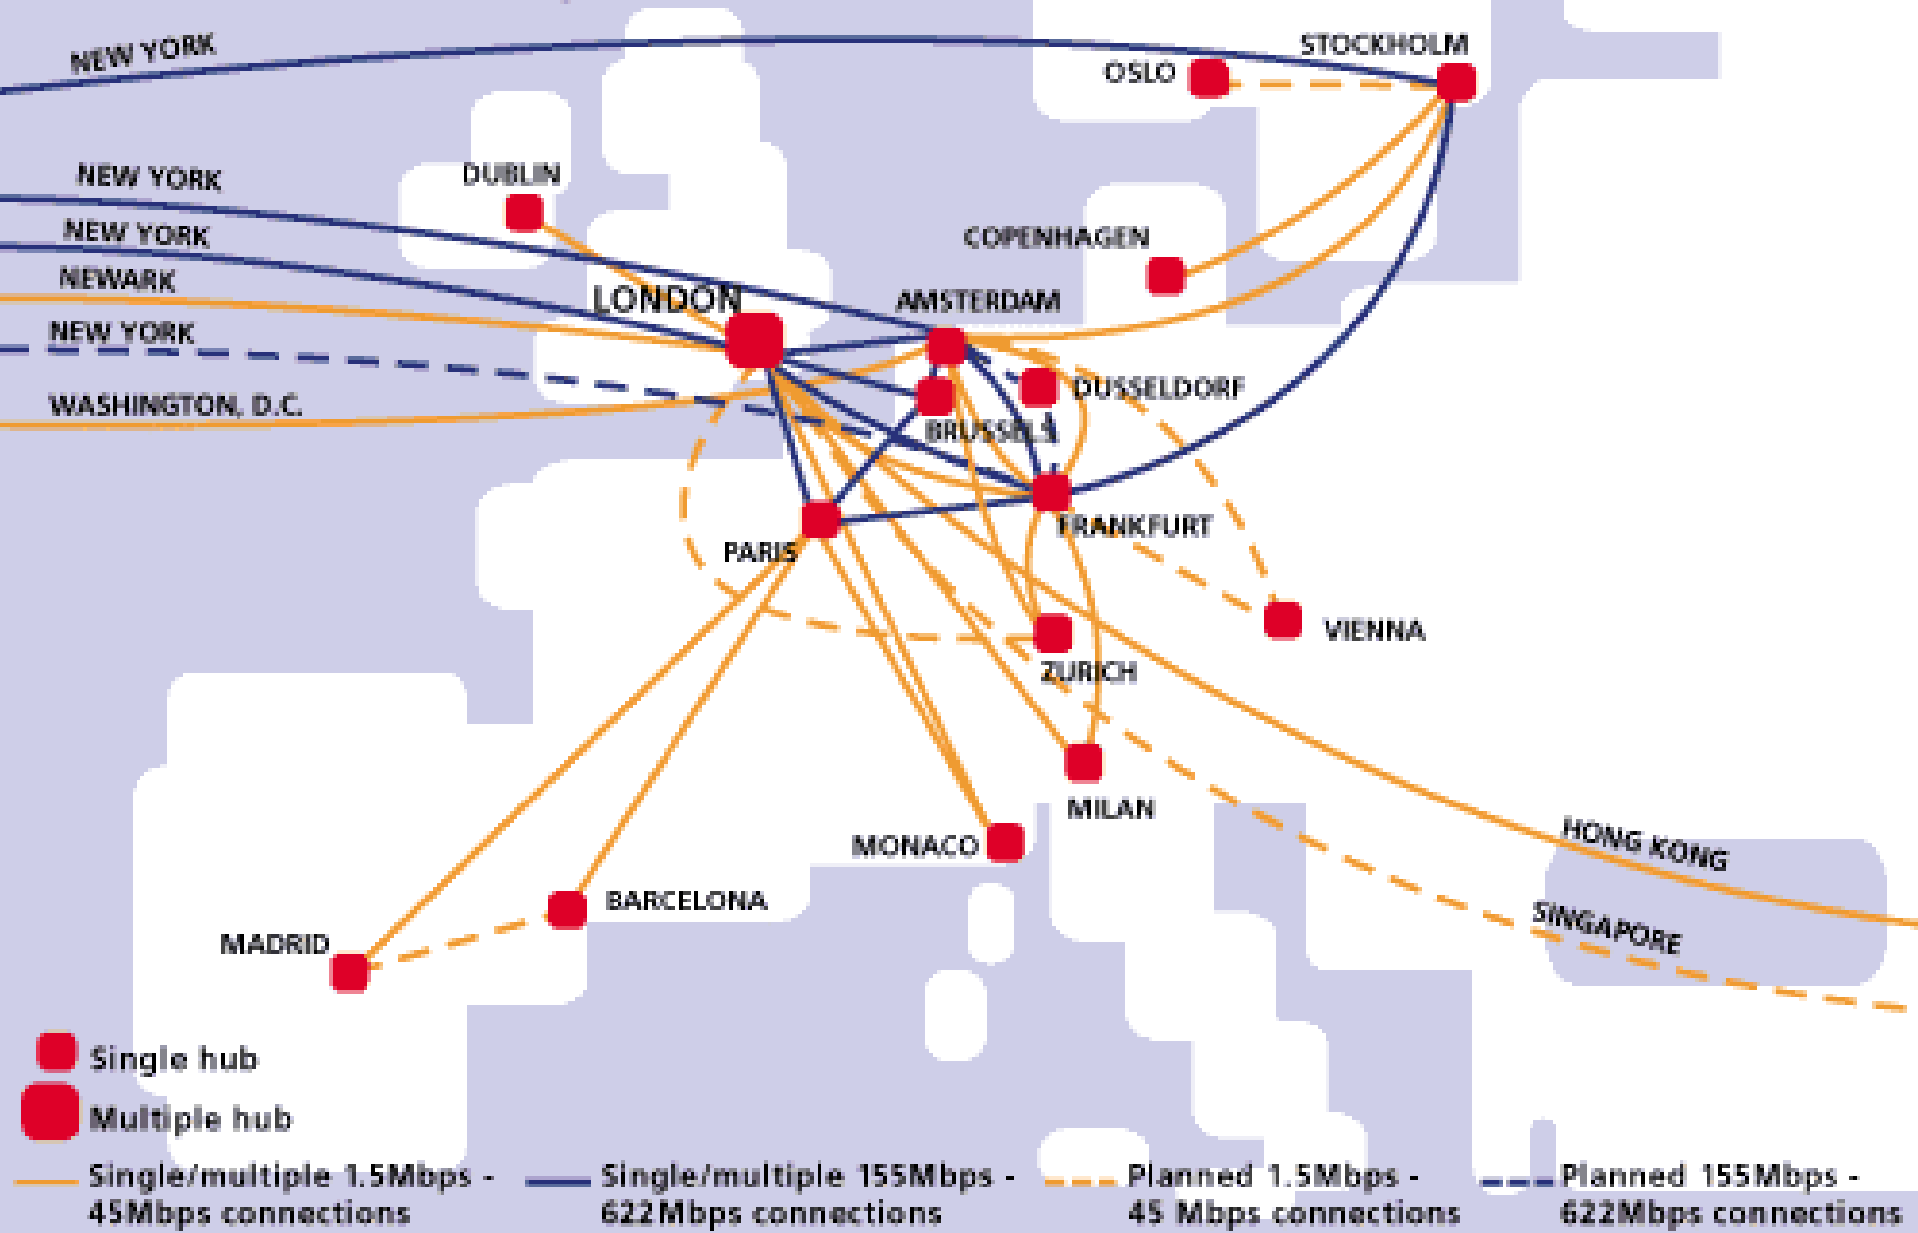 NEW YORK
STOCKHOLM
OSLO
DUBLIN
NEW YORK
NEW YORK
COPENHAGEN
NEWARK
LONDON
AMSTERDAM
NEW YORK
DUSSELDORF
WASHINGTON, D.C.
BRUSSELS
FRANKFURT
PARIS
VIENNA
ZURICH
MILAN
HONG KONG
MONACO
BARCELONA
SINGAPORE
MADRID
Single hub
Multiple hub
Single/multiple 1.5Mbps -
45Mbps connections
Single/multiple 155Mbps -
622Mbps connections
Planned 1.5Mbps -
45 Mbps connections
Planned 155Mbps -
622Mbps connections